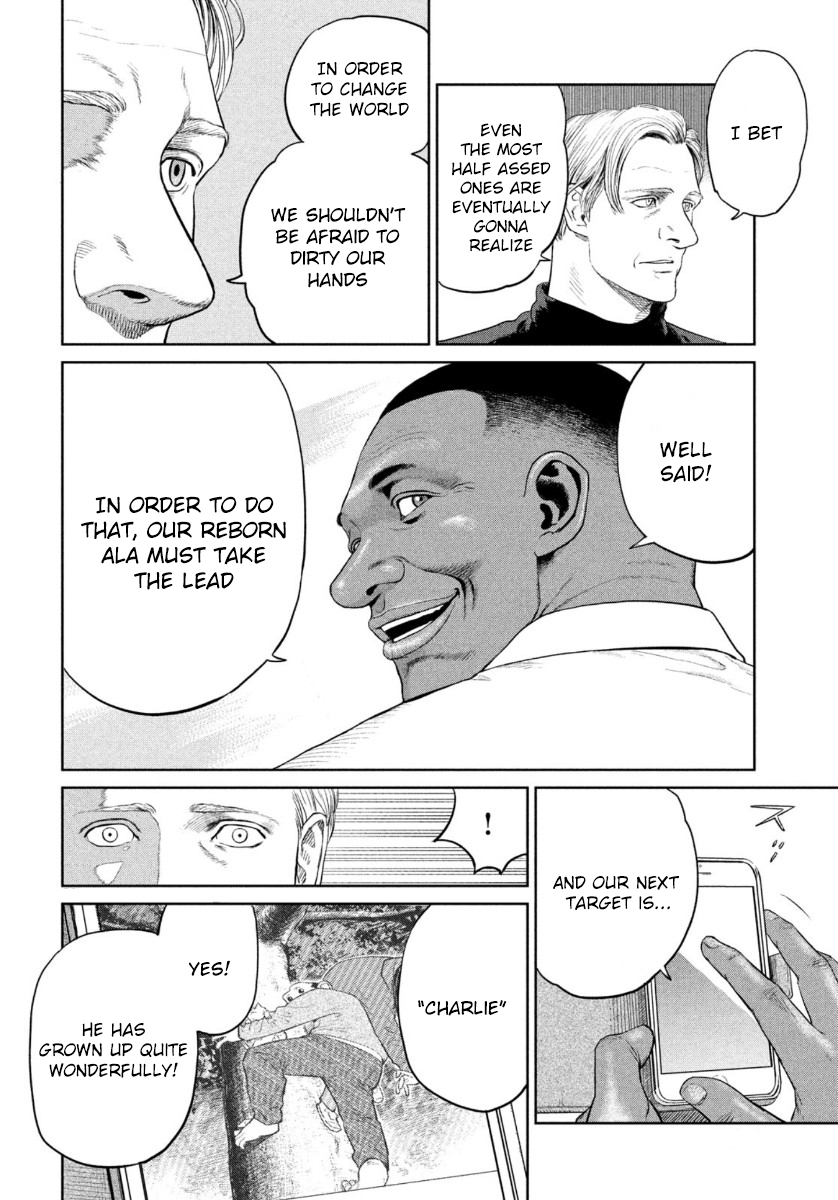 I BET
EVEN
THE MOST
HALF ASSED
ONES ARE
EVENTUALLY
GONNA
REALIZE
IN ORDER
TO CHANGE
THE WORLD
WE SHOULDN'T
BE AFRAID TO
DIRTY OUR
HANDS
WELL
SAID!
IN ORDER TO DO
THAT, OUR REBORN
ALA MUST TAKE
THE LEAD
ス
AND OUR NEXT
TARGET IS...
!
"CHARLIE"
YES!
HE HAS
GROWN UP QUITE
WONDERFULLY!